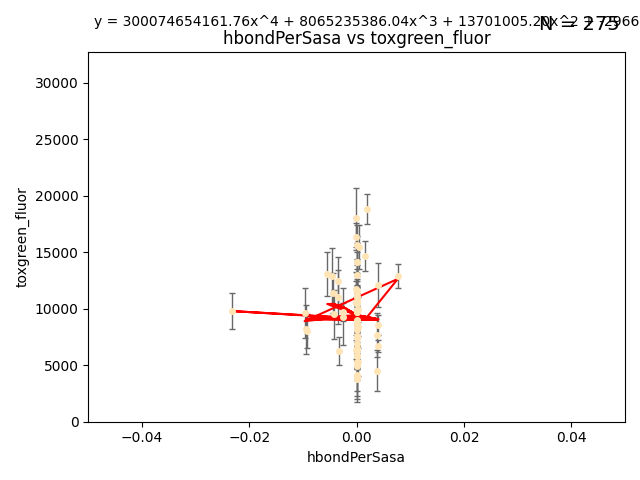 y = 300074654161.76x^4 + 8065235386.04x^3 + 13701005.20x^2 +
N = 275
hbondPerSasa vs toxgreen_fluor
30000
25000
20000
15000
10000
5000
0
toxgreen_fluor
−0.04 −0.02 0.00 0.02 0.04
hbondPerSasa